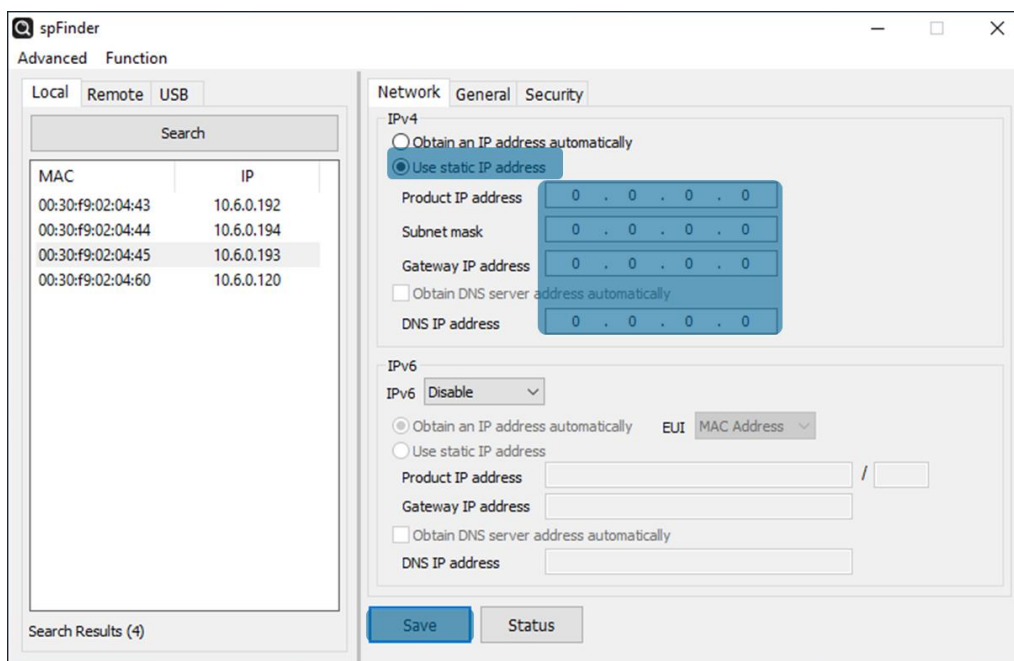 spFinder
Advanced Function
Local Remote USB
Search
MAC IP
00:30:f9:02:04:43 10.6.0.192
00:30:f9:02:04:44 10.6.0.194
00:30:f9:02:04:45 10.6.0.193
00:30:f9:02:04:60 10.6.0.120
Search Results (4)
Network General Security
IPv4
Obtain an IP address automatically
Use static IP address
Product IP address 0 . 0 . 0 . 0
Subnet mask 0 . 0 . 0 . 0
Gateway IP address 0 . 0 . 0 . 0
Obtain DNS server address automatically
DNS IP address 0 . 0 . 0 . 0
IPv6
IPv6 Disable
Obtain an IP address automatically EUI MAC Address
Use static IP address
Product IP address /
Gateway IP address
Obtain DNS server address automatically
DNS IP address
Save Status